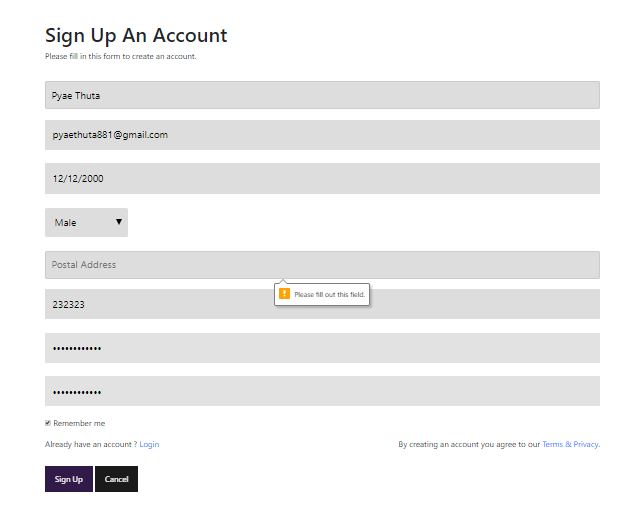 Sign Up An Account
Please fill in this form to create an account.
Pyae Thuta
pyaethuta881@gmail.com
12/12/2000
Male
Postal Address
Please fill out this field.
232323
••••••••••••
••••••••••••
Remember me
Already have an account ? Login
By creating an account you agree to our Terms & Privacy.
Sign Up
Cancel